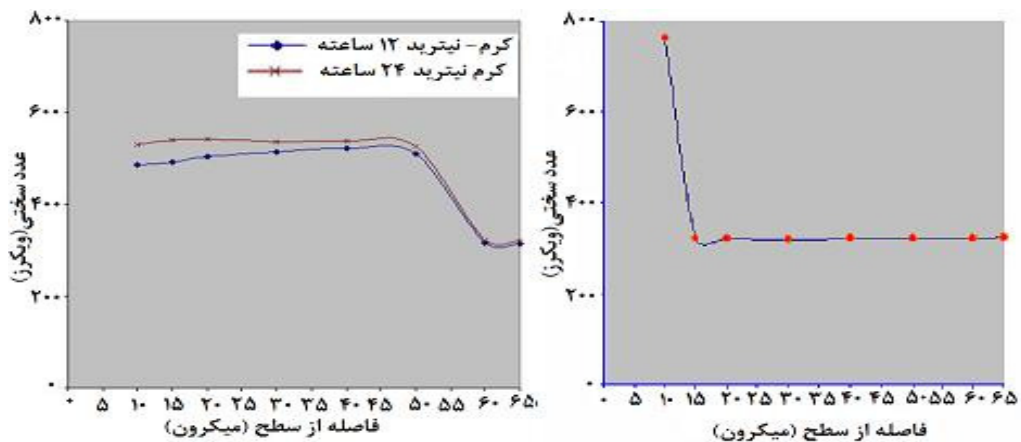 ۸۰۰
۶۰۰
۴۰۰
۲۰۰
۰
عدد سختی(ویکرز)
کرم- نیترید ۱۲ ساعته
کرم نیترید ۲۴ ساعته
۰ ۵ ۱۰ ۱۵ ۲۰ ۲۵ ۳۰ ۳۵ ۴۰ ۴۵ ۵۰ ۵۵ ۶۰ ۶۵
فاصله از سطح (میکرون)
۸۰۰
۶۰۰
۴۰۰
۲۰۰
۰
عدد سختی(ویکرز)
۰ ۵ ۱۰ ۱۵ ۲۰ ۲۵ ۳۰ ۳۵ ۴۰ ۴۵ ۵۰ ۵۵ ۶۰ ۶۵
فاصله از سطح (میکرون)